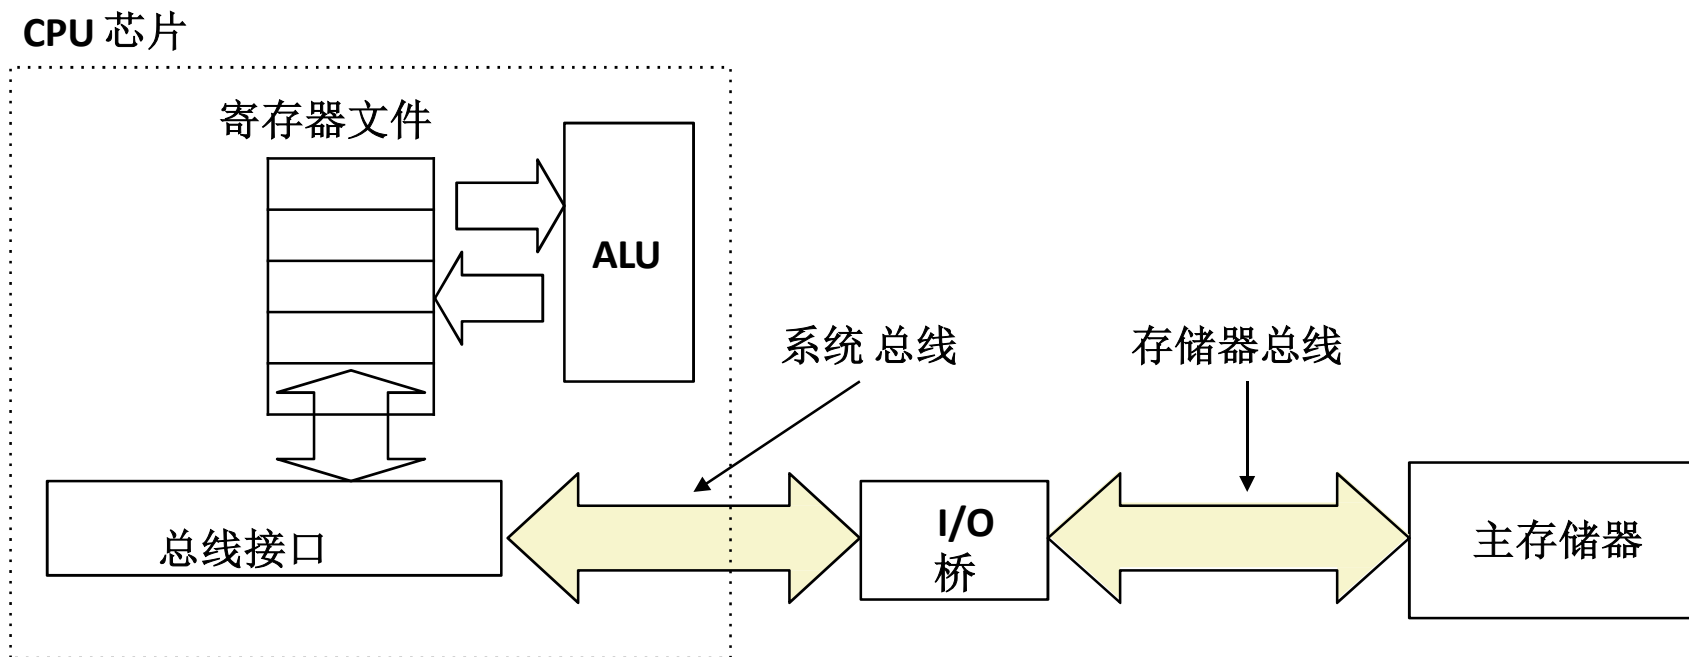 CPU 芯片
寄存器文件
ALU
系统 总线
存储器总线
总线接口
I/O
桥
主存储器